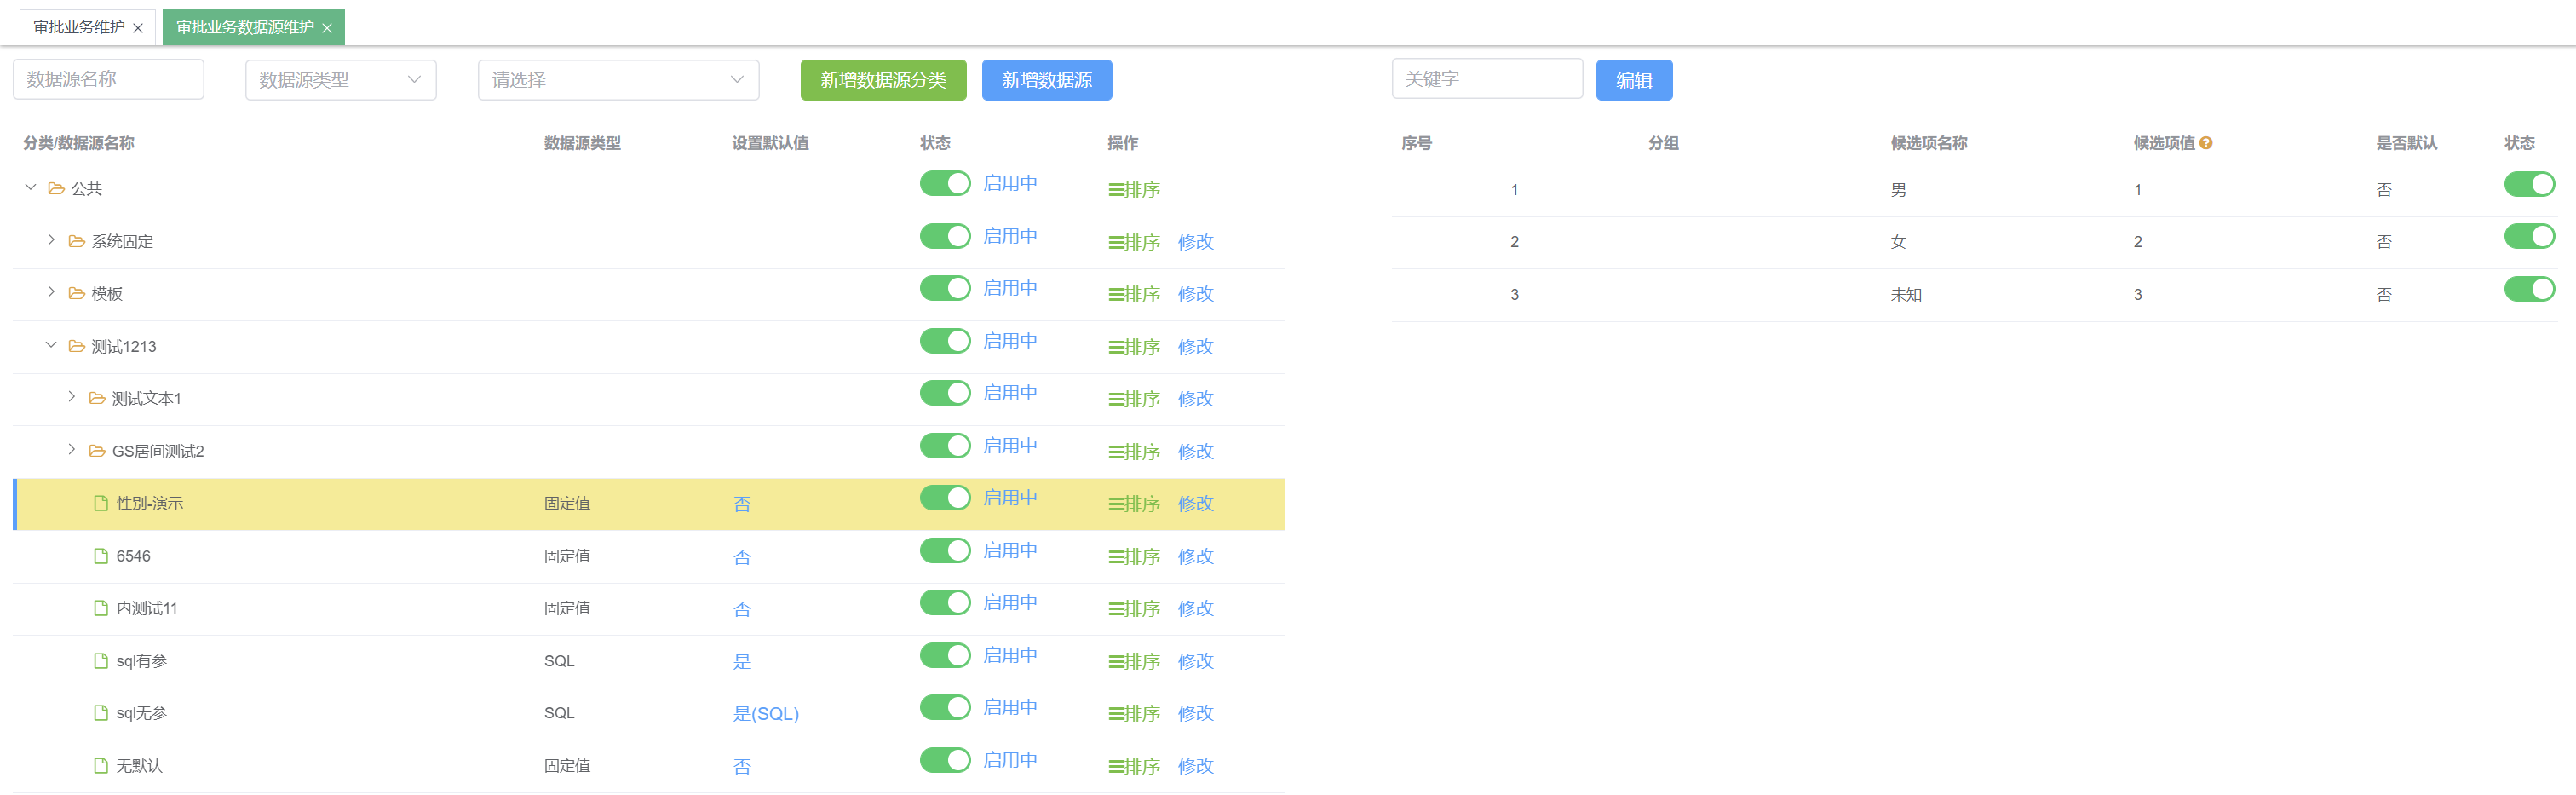 审批业务维护 审批业务数据源维护
数据源名称 数据源类型 请选择 新增数据源分类 新增数据源 关键字 编辑
分类/数据源名称 数据源类型 设置默认值 状态 操作
公共 启用中 排序
系统固定 启用中 排序 修改
模板 启用中 排序 修改
测试1213 启用中 排序 修改
测试文本1 启用中 排序 修改
GS居间测试2 启用中 排序 修改
性别-演示 固定值 否 启用中 排序 修改
6546 固定值 否 启用中 排序 修改
内测试11 固定值 否 启用中 排序 修改
sql有参 SQL 是 启用中 排序 修改
sql无参 SQL 是(SQL) 启用中 排序 修改
无默认 固定值 否 启用中 排序 修改
序号 分组 候选项名称 候选项值 是否默认 状态
1 男 1 否
2 女 2 否
3 未知 3 否